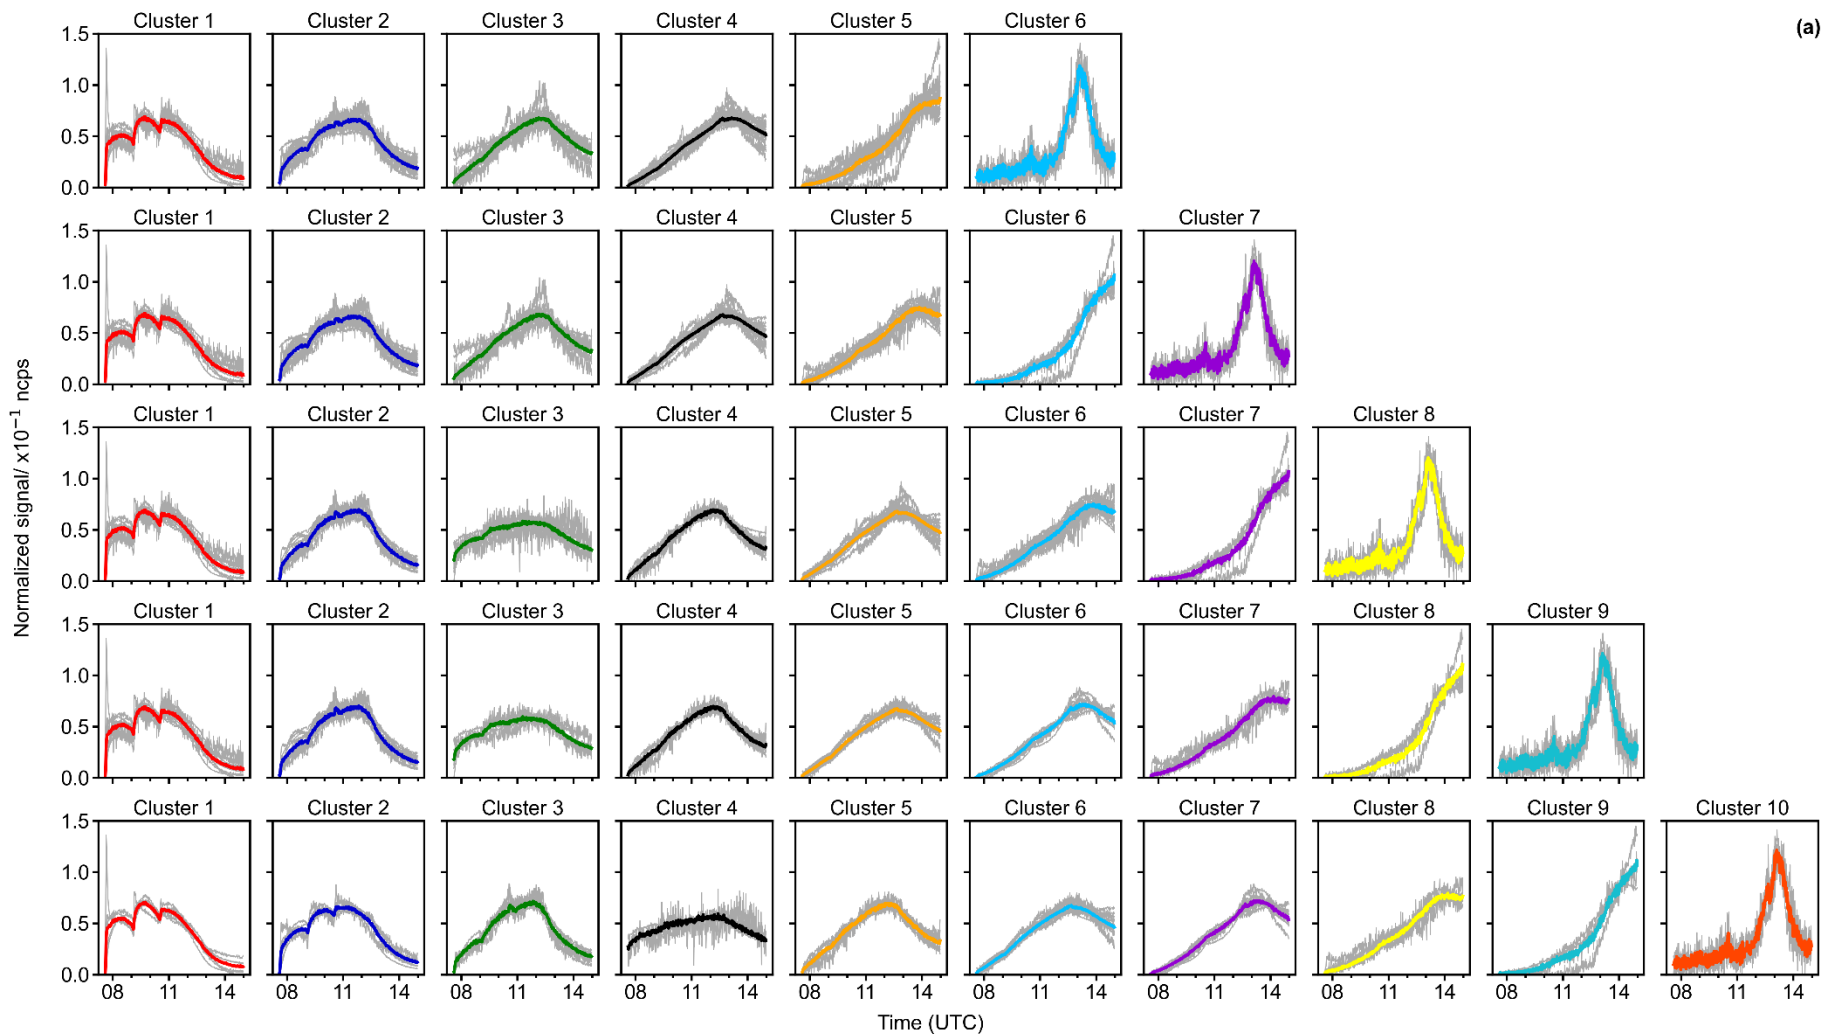 (a)
Cluster 1 Cluster 2 Cluster 3 Cluster 4 Cluster 5 Cluster 6
1.5
1.0
0.5
0.0
Cluster 1 Cluster 2 Cluster 3 Cluster 4 Cluster 5 Cluster 6 Cluster 7
1.5
1.0
0.5
0.0
Cluster 1 Cluster 2 Cluster 3 Cluster 4 Cluster 5 Cluster 6 Cluster 7 Cluster 8
1.5
1.0
0.5
0.0
Cluster 1 Cluster 2 Cluster 3 Cluster 4 Cluster 5 Cluster 6 Cluster 7 Cluster 8 Cluster 9
1.5
1.0
0.5
0.0
Cluster 1 Cluster 2 Cluster 3 Cluster 4 Cluster 5 Cluster 6 Cluster 7 Cluster 8 Cluster 9 Cluster 10
1.5
1.0
0.5
0.0
08 11 14 08 11 14 08 11 14 08 11 14 08 11 14 08 11 14 08 11 14 08 11 14 08 11 14 08 11 14
Time (UTC)
Normalized signal/ x10⁻¹ ncps